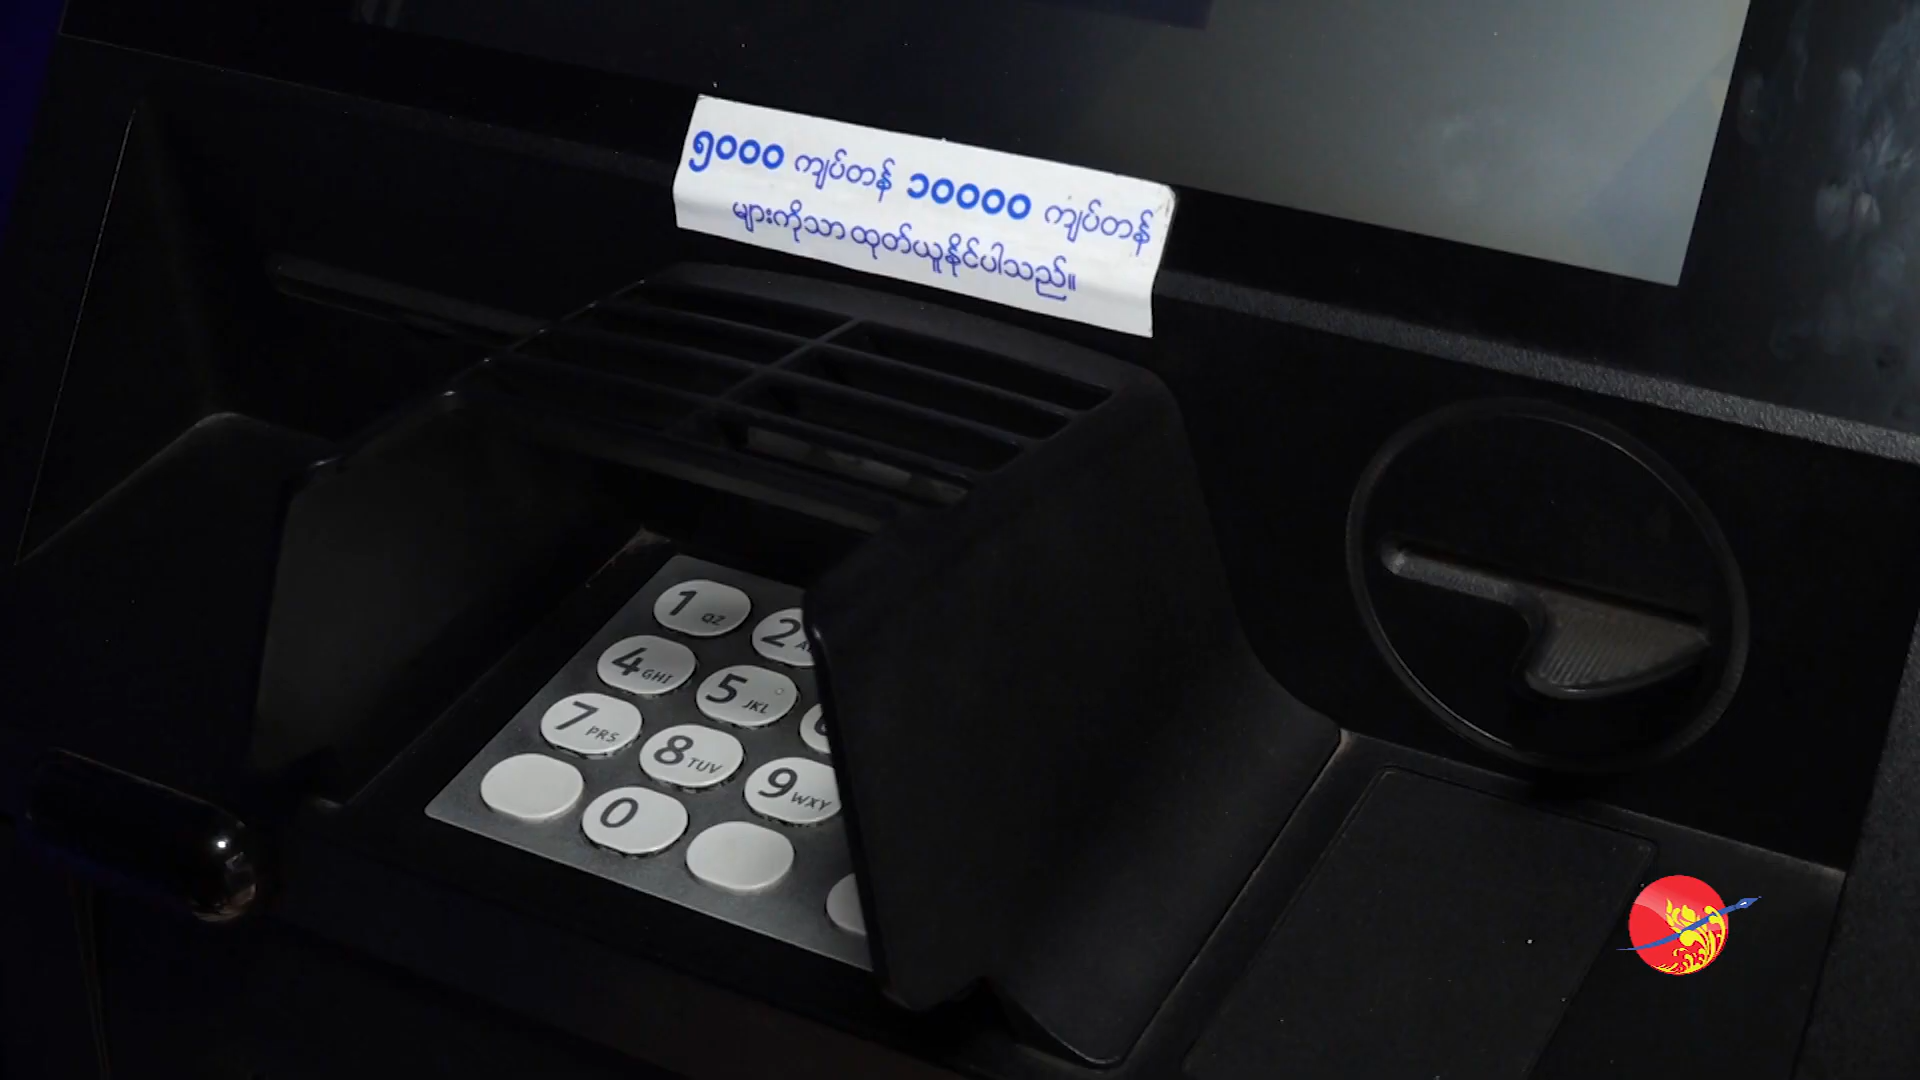 ၅၀၀၀ ကျပ်တန် ၁၀၀၀၀ ကျပ်တန်
များကိုသာ ထုတ်ယူနိုင်ပါသည်။
1 QZ
2
4 GHI
5 JKL
7 PRS
8 TUV
9 WXY
0